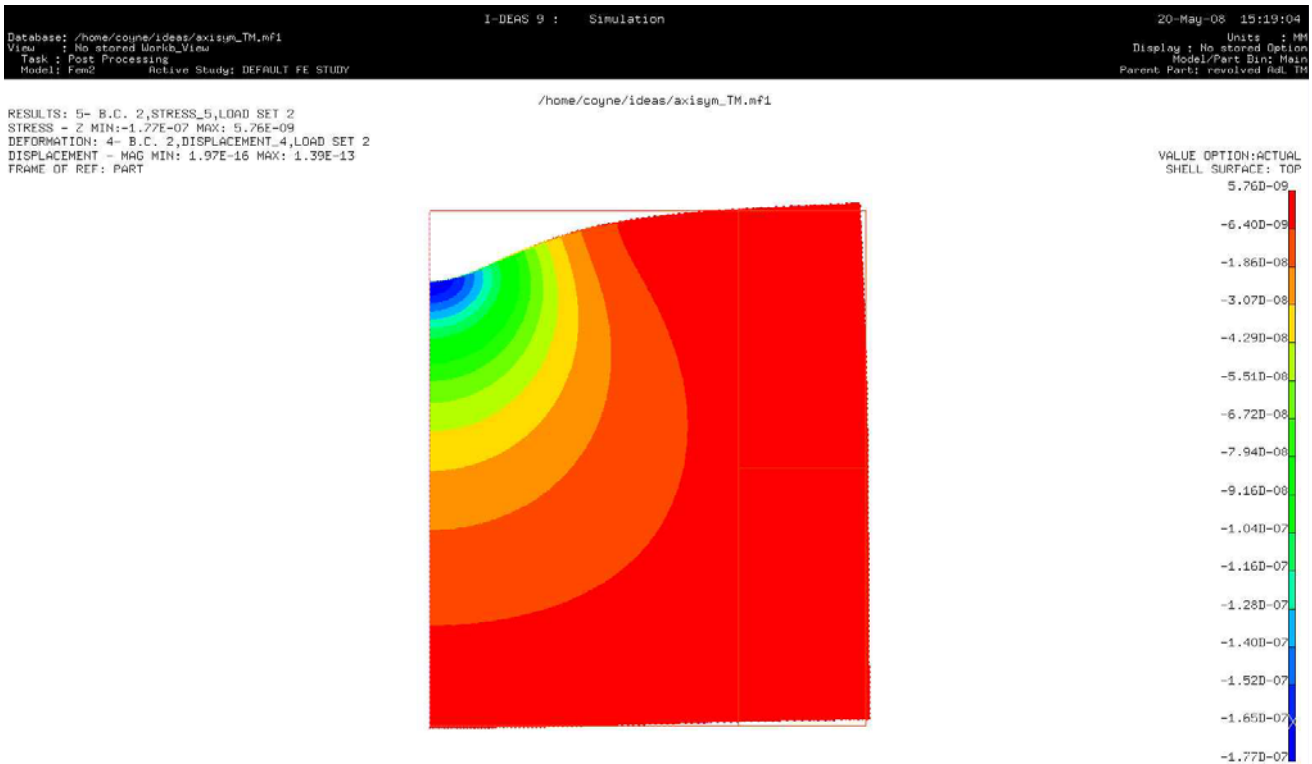 I-DEAS 9 : Simulation
20-May-08 15:19:04
Database: /home/coyne/ideas/axisym_TM.mf1
View : No stored Workb_View
Task : Post Processing
Model: Fem2 Active Study: DEFAULT FE STUDY
Units : MM
Display : No stored Option
Model/Part Bin: Main
Parent Part: revolved AdL TM
/home/coyne/ideas/axisym_TM.mf1
RESULTS: 5- B.C. 2,STRESS_5,LOAD SET 2
STRESS - Z MIN:-1.77E-07 MAX: 5.76E-09
DEFORMATION: 4- B.C. 2,DISPLACEMENT_4,LOAD SET 2
DISPLACEMENT - MAG MIN: 1.97E-16 MAX: 1.39E-13
FRAME OF REF: PART
VALUE OPTION:ACTUAL
SHELL SURFACE: TOP
5.76D-09
-6.40D-09
-1.86D-08
-3.07D-08
-4.29D-08
-5.51D-08
-6.72D-08
-7.94D-08
-9.16D-08
-1.04D-07
-1.16D-07
-1.28D-07
-1.40D-07
-1.52D-07
-1.65D-07
-1.77D-07